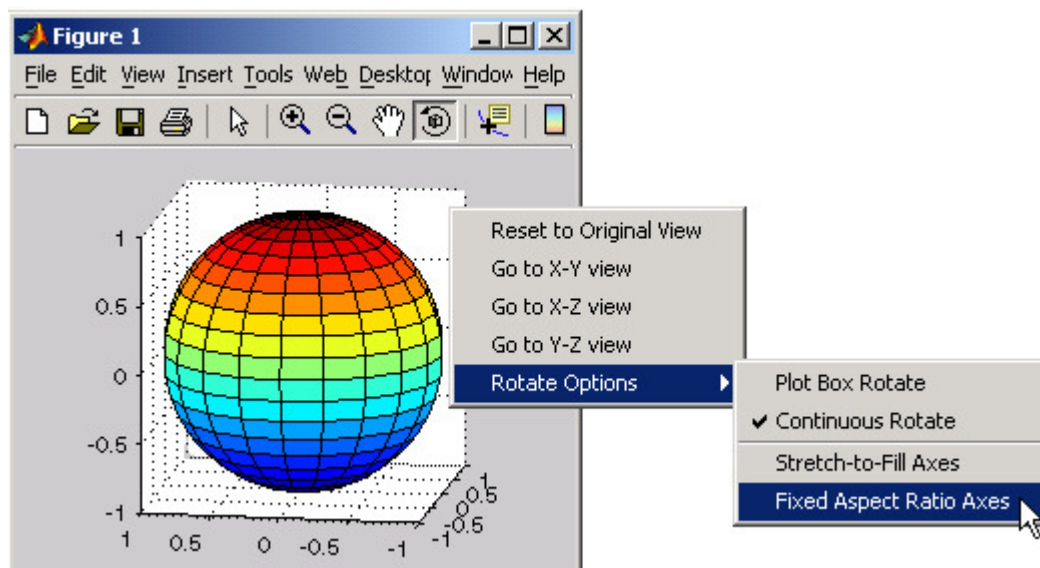 Figure 1
File Edit View Insert Tools Web Desktop Window Help
Reset to Original View
Go to X-Y view
Go to X-Z view
Go to Y-Z view
Rotate Options
Plot Box Rotate
✔ Continuous Rotate
Stretch-to-Fill Axes
Fixed Aspect Ratio Axes
1
0.5
0
-0.5
-1
1 0.5 0 -0.5 -1
-1 -0.5 0 0.5 1